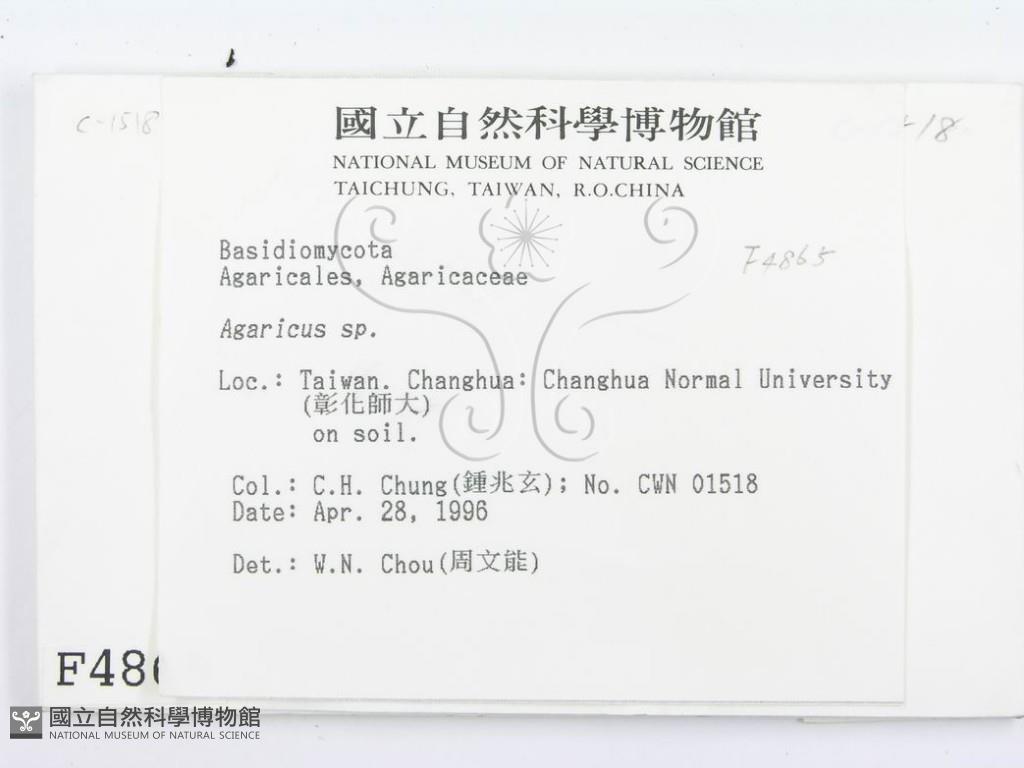 C-1518
國立自然科學博物館
NATIONAL MUSEUM OF NATURAL SCIENCE
TAICHUNG, TAIWAN, R.O.CHINA
Basidiomycota
F4865
Agaricales, Agaricaceae
Agaricus sp.
Loc.: Taiwan. Changhua: Changhua Normal University
(彰化師大)
on soil.
Col.: C.H. Chung(鍾兆玄); No. CWN 01518
Date: Apr. 28, 1996
Det.: W.N. Chou(周文能)
F486
國立自然科學博物館
NATIONAL MUSEUM OF NATURAL SCIENCE